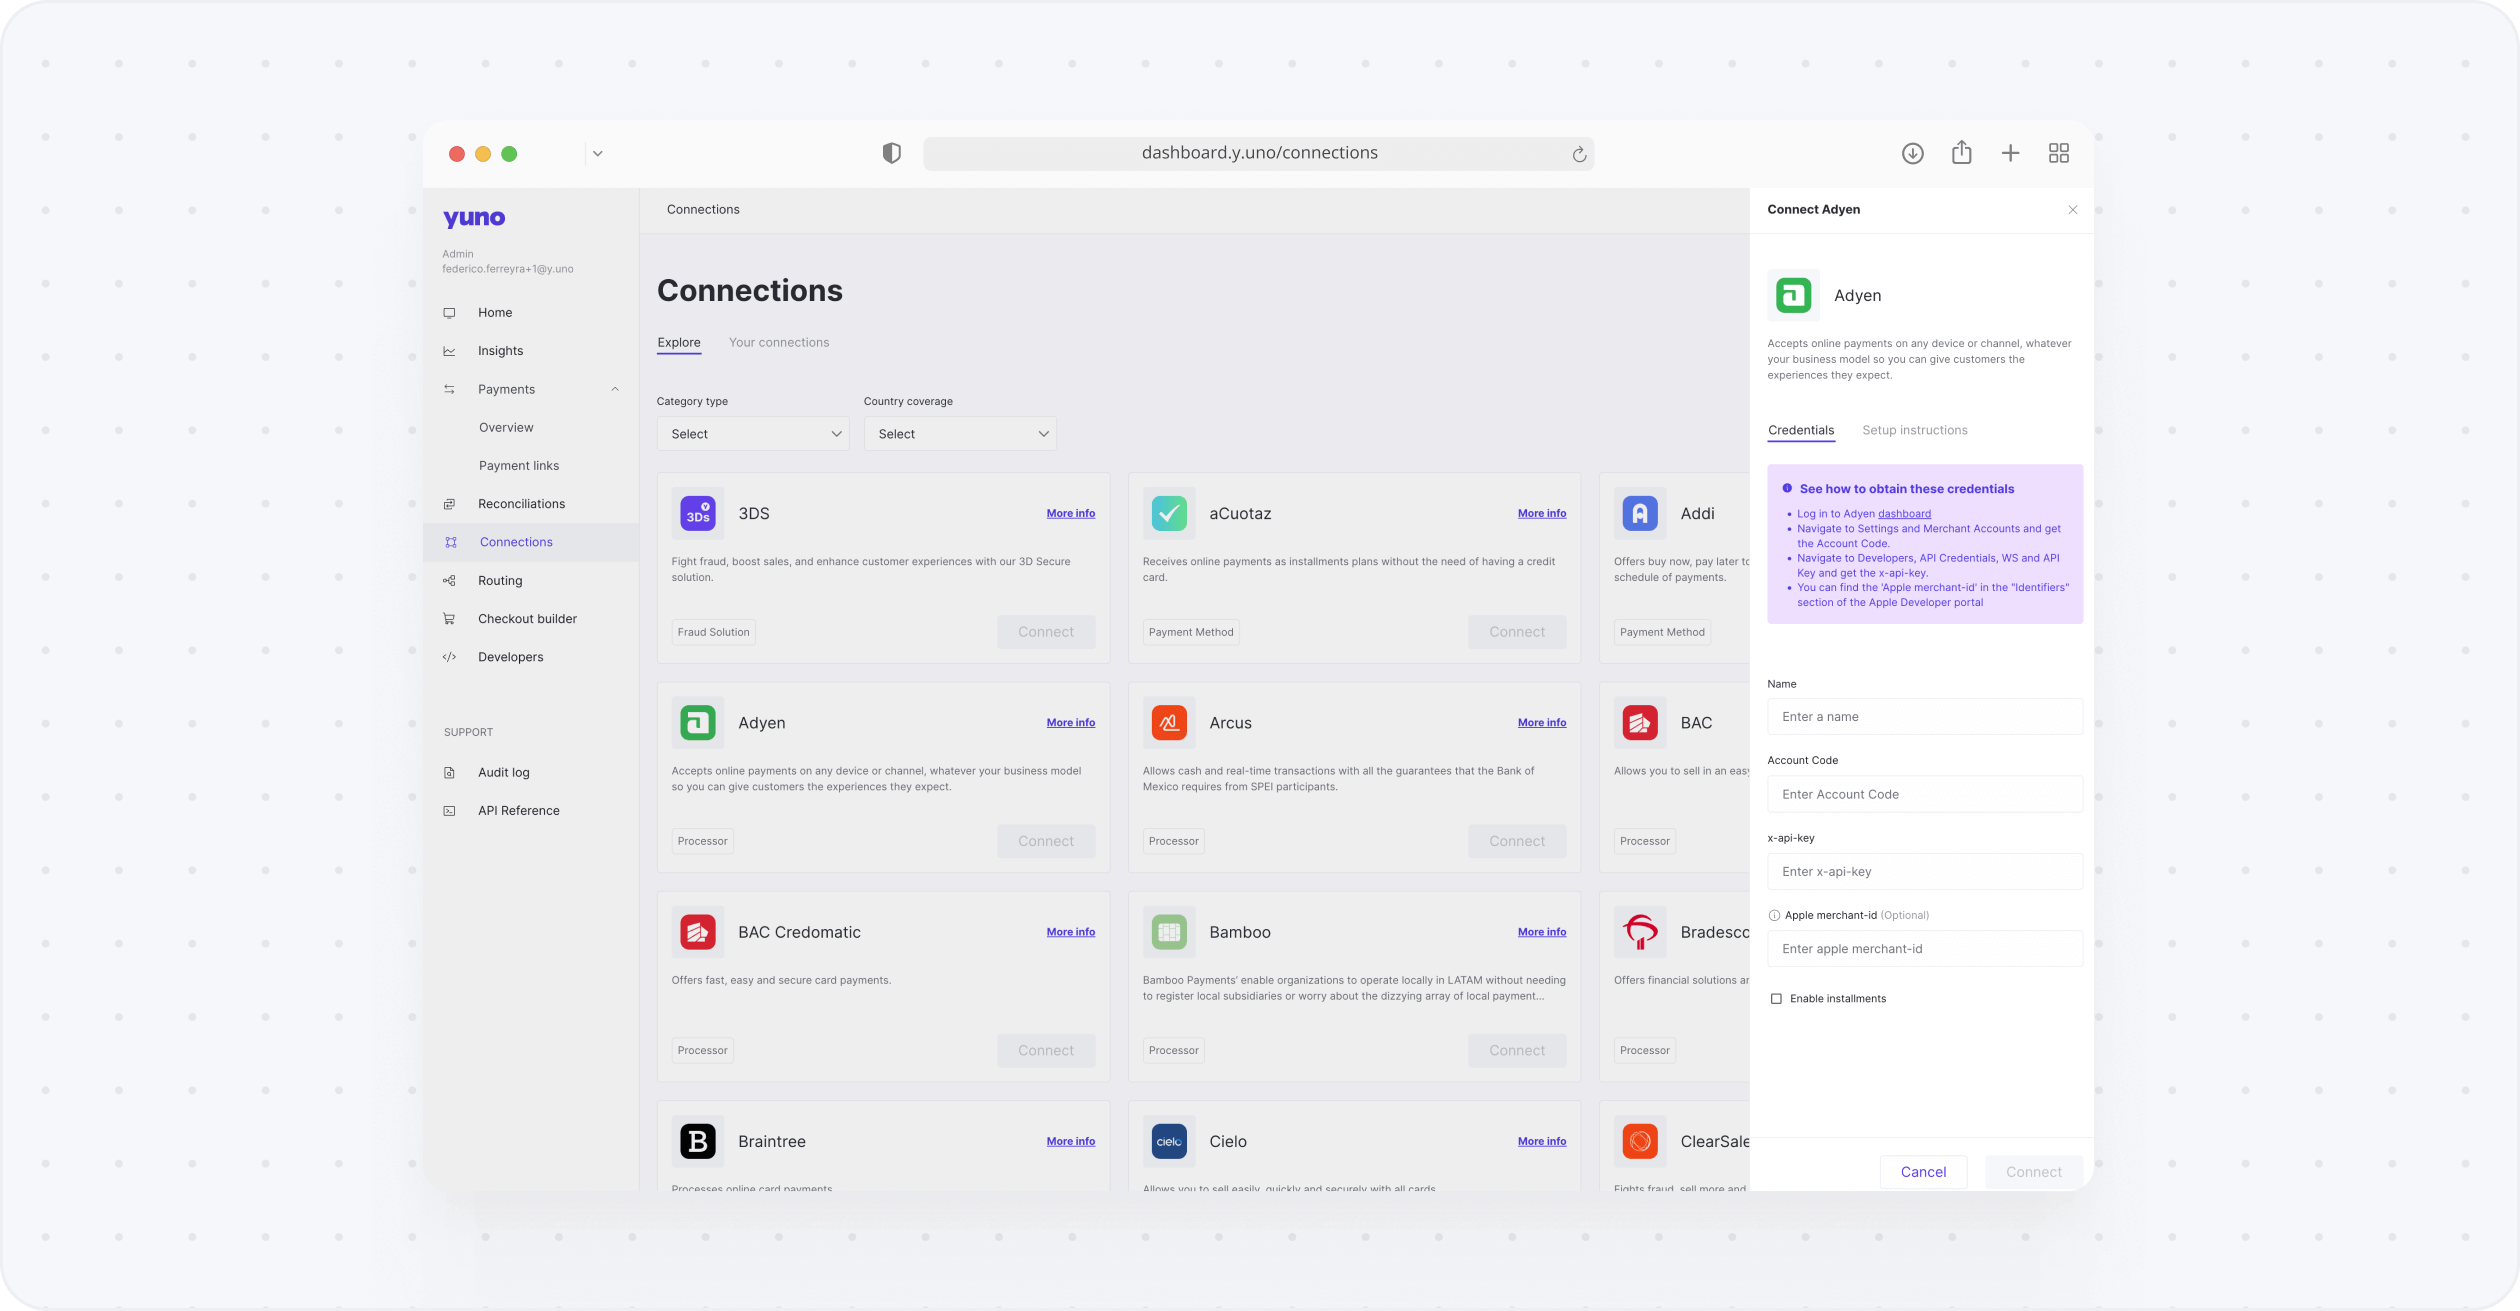 dashboard.y.uno/connections
yuno
Admin
federico.ferreyra+1@y.uno
Home
Insights
Payments
Overview
Payment links
Reconciliations
Connections
Routing
Checkout builder
Developers
SUPPORT
Audit log
API Reference
Connections
Connections
Explore
Your connections
Category type
Country coverage
Select
Select
3Ds
3DS
More info
Fight fraud, boost sales, and enhance customer experiences with our 3D Secure
solution.
Fraud Solution
Connect
aCuotaz
More info
Receives online payments as installments plans without the need of having a credit
card.
Payment Method
Connect
Addi
Offers buy now, pay later to
schedule of payments.
Payment Method
Adyen
More info
Accepts online payments on any device or channel, whatever your business model
so you can give customers the experiences they expect.
Processor
Connect
Arcus
More info
Allows cash and real-time transactions with all the guarantees that the Bank of
Mexico requires from SPEI participants.
Processor
Connect
BAC
Allows you to sell in an easy
Processor
BAC Credomatic
More info
Offers fast, easy and secure card payments.
Processor
Connect
Bamboo
More info
Bamboo Payments' enable organizations to operate locally in LATAM without needing
to register local subsidiaries or worry about the dizzying array of local payment...
Processor
Connect
Bradesco
Offers financial solutions ar
Processor
B
Braintree
More info
Processes online card payments
cielo
Cielo
More info
Allows you to sell easily, quickly and securely with all cards
ClearSale
Fights fraud, sell more and
Connect Adyen
Adyen
Accepts online payments on any device or channel, whatever
your business model so you can give customers the
experiences they expect.
Credentials
Setup instructions
See how to obtain these credentials
• Log in to Adyen dashboard
• Navigate to Settings and Merchant Accounts and get
the Account Code.
• Navigate to Developers, API Credentials, WS and API
Key and get the x-api-key.
• You can find the 'Apple merchant-id' in the "Identifiers"
section of the Apple Developer portal
Name
Enter a name
Account Code
Enter Account Code
x-api-key
Enter x-api-key
Apple merchant-id (Optional)
Enter apple merchant-id
Enable installments
Cancel
Connect